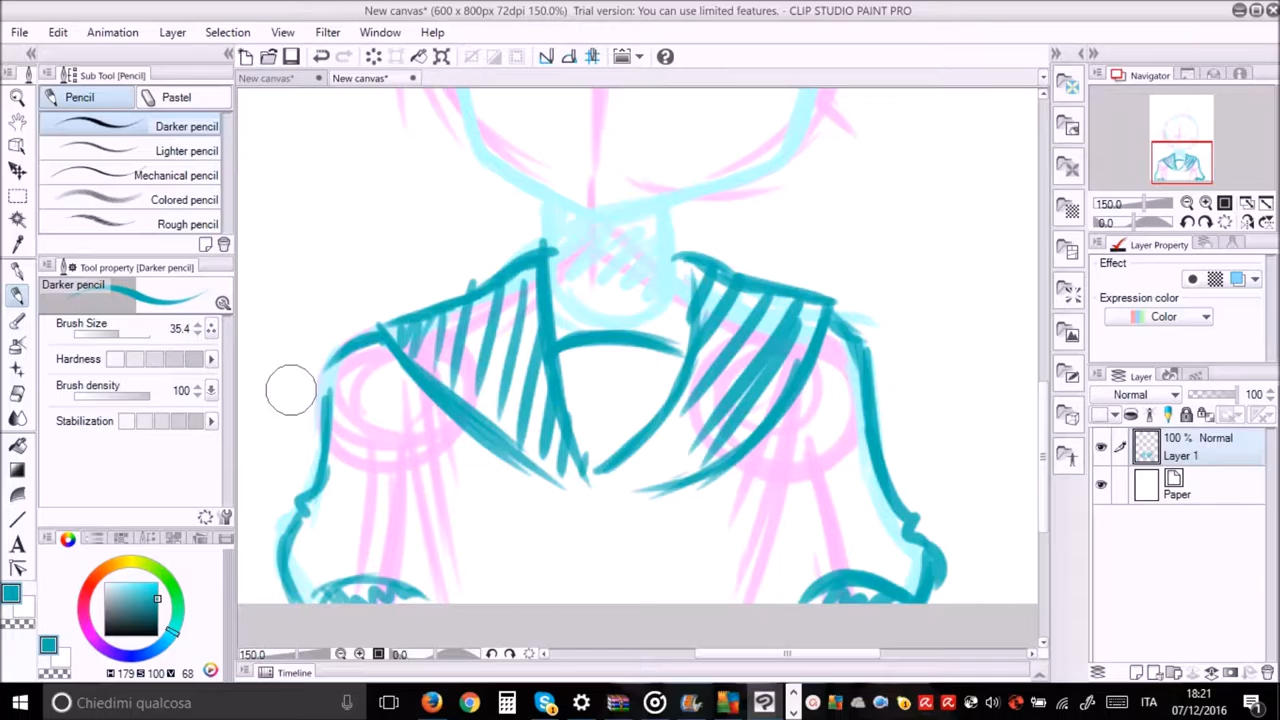 New canvas* (600 x 800px 72dpi 150.0%) Trial version: You can use limited features. - CLIP STUDIO PAINT PRO
File Edit Animation Layer Selection View Filter Window Help
Sub Tool [Pencil]
New canvas* New canvas*
Navigator
Pencil Pastel
Darker pencil
Lighter pencil
Mechanical pencil
Colored pencil
Rough pencil
150.0
0.0
Layer Property
Tool property [Darker pencil]
Effect
Darker pencil
Expression color
Color
Brush Size 35.4
Hardness
Brush density 100
Stabilization
Layer
Normal 100
100 % Normal
Layer 1
Paper
150.0 0.0
H 179 S 100 V 68
Timeline
Chiedimi qualcosa
ITA
18:21
07/12/2016